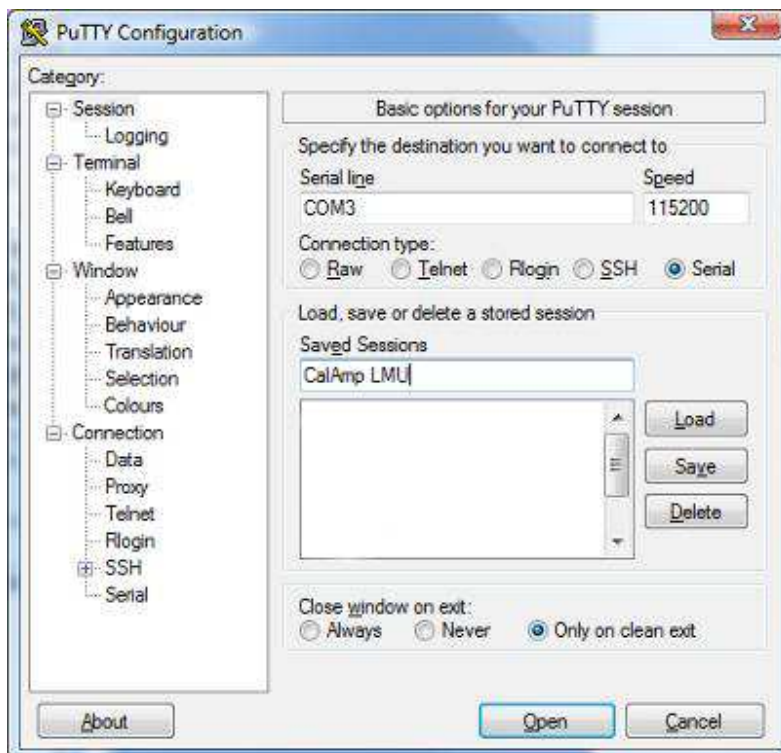 PuTTY Configuration
Category:
Session
Logging
Terminal
Keyboard
Bell
Features
Window
Appearance
Behaviour
Translation
Selection
Colours
Connection
Data
Proxy
Telnet
Rlogin
SSH
Serial
Basic options for your PuTTY session
Specify the destination you want to connect to
Serial line Speed
COM3 115200
Connection type:
Raw Telnet Rlogin SSH Serial
Load, save or delete a stored session
Saved Sessions
CalAmp LMU
Load
Save
Delete
Close window on exit:
Always Never Only on clean exit
About Open Cancel